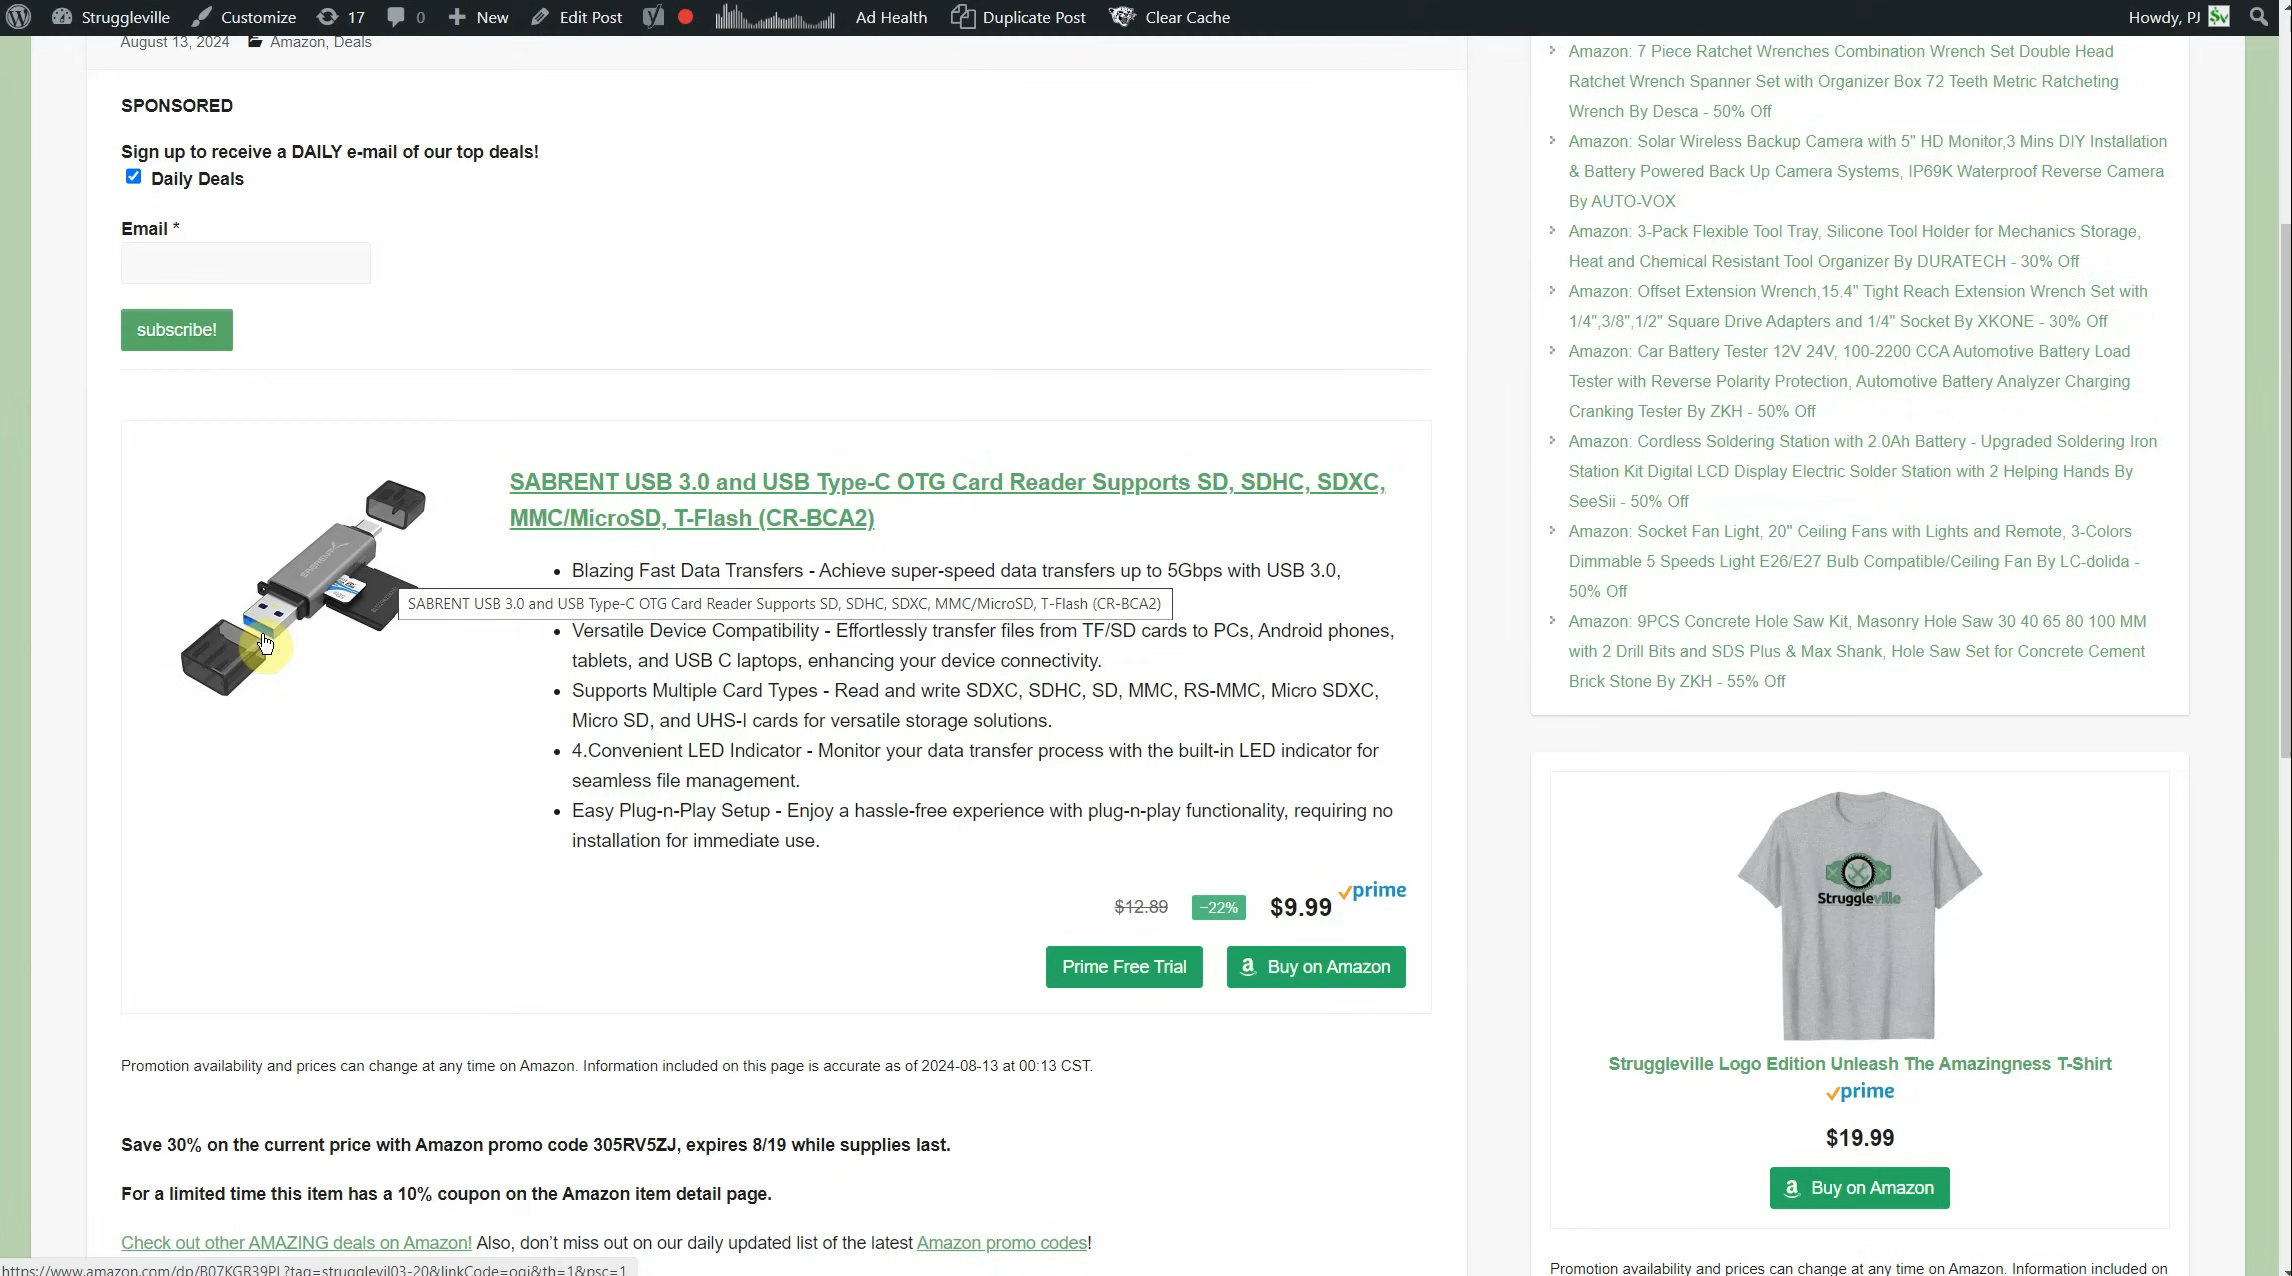 Struggleville
Customize
17
0
New
Edit Post
Ad Health
Duplicate Post
Clear Cache
Howdy, PJ
August 13, 2024
Amazon, Deals
SPONSORED
Sign up to receive a DAILY e-mail of our top deals!
Daily Deals
Email *
subscribe!
SABRENT
SABRENT USB 3.0 and USB Type-C OTG Card Reader Supports SD, SDHC, SDXC,
MMC/MicroSD, T-Flash (CR-BCA2)
Blazing Fast Data Transfers - Achieve super-speed data transfers up to 5Gbps with USB 3.0,
SABRENT USB 3.0 and USB Type-C OTG Card Reader Supports SD, SDHC, SDXC, MMC/MicroSD, T-Flash (CR-BCA2)
Versatile Device Compatibility - Effortlessly transfer files from TF/SD cards to PCs, Android phones,
tablets, and USB C laptops, enhancing your device connectivity.
Supports Multiple Card Types - Read and write SDXC, SDHC, SD, MMC, RS-MMC, Micro SDXC,
Micro SD, and UHS-I cards for versatile storage solutions.
4.Convenient LED Indicator - Monitor your data transfer process with the built-in LED indicator for
seamless file management.
Easy Plug-n-Play Setup - Enjoy a hassle-free experience with plug-n-play functionality, requiring no
installation for immediate use.
$12.89
−22%
$9.99
prime
Prime Free Trial
Buy on Amazon
Promotion availability and prices can change at any time on Amazon. Information included on this page is accurate as of 2024-08-13 at 00:13 CST.
Save 30% on the current price with Amazon promo code 305RV5ZJ, expires 8/19 while supplies last.
For a limited time this item has a 10% coupon on the Amazon item detail page.
Check out other AMAZING deals on Amazon! Also, don't miss out on our daily updated list of the latest Amazon promo codes!
https://www.amazon.com/dp/B07KGR39PL?tag=strugglevil03-20&linkCode=ogi&th=1&psc=1
Amazon: 7 Piece Ratchet Wrenches Combination Wrench Set Double Head
Ratchet Wrench Spanner Set with Organizer Box 72 Teeth Metric Ratcheting
Wrench By Desca - 50% Off
Amazon: Solar Wireless Backup Camera with 5" HD Monitor,3 Mins DIY Installation
& Battery Powered Back Up Camera Systems, IP69K Waterproof Reverse Camera
By AUTO-VOX
Amazon: 3-Pack Flexible Tool Tray, Silicone Tool Holder for Mechanics Storage,
Heat and Chemical Resistant Tool Organizer By DURATECH - 30% Off
Amazon: Offset Extension Wrench,15.4" Tight Reach Extension Wrench Set with
1/4",3/8",1/2" Square Drive Adapters and 1/4" Socket By XKONE - 30% Off
Amazon: Car Battery Tester 12V 24V, 100-2200 CCA Automotive Battery Load
Tester with Reverse Polarity Protection, Automotive Battery Analyzer Charging
Cranking Tester By ZKH - 50% Off
Amazon: Cordless Soldering Station with 2.0Ah Battery - Upgraded Soldering Iron
Station Kit Digital LCD Display Electric Solder Station with 2 Helping Hands By
SeeSii - 50% Off
Amazon: Socket Fan Light, 20" Ceiling Fans with Lights and Remote, 3-Colors
Dimmable 5 Speeds Light E26/E27 Bulb Compatible/Ceiling Fan By LC-dolida -
50% Off
Amazon: 9PCS Concrete Hole Saw Kit, Masonry Hole Saw 30 40 65 80 100 MM
with 2 Drill Bits and SDS Plus & Max Shank, Hole Saw Set for Concrete Cement
Brick Stone By ZKH - 55% Off
Struggleville
Struggleville Logo Edition Unleash The Amazingness T-Shirt
prime
$19.99
Buy on Amazon
Promotion availability and prices can change at any time on Amazon. Information included on